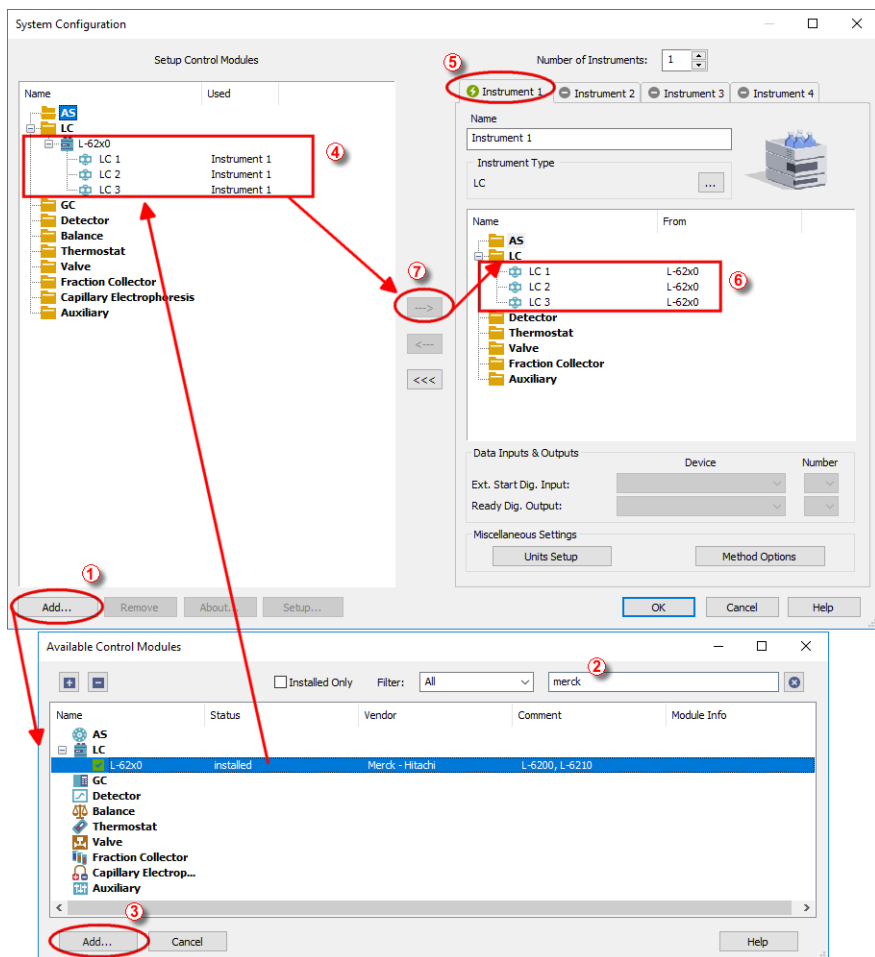 System Configuration
Setup Control Modules
Name Used
AS
LC
L-62x0
LC 1 Instrument 1
LC 2 Instrument 1
LC 3 Instrument 1
GC
Detector
Balance
Thermostat
Valve
Fraction Collector
Capillary Electrophoresis
Auxiliary
4
7
--->
<---
<<<
5
Number of Instruments: 1
Instrument 1 Instrument 2 Instrument 3 Instrument 4
Name
Instrument 1
Instrument Type
LC ...
Name From
AS
LC
LC 1 L-62x0
LC 2 L-62x0
LC 3 L-62x0
6
Detector
Thermostat
Valve
Fraction Collector
Auxiliary
Data Inputs & Outputs
Device Number
Ext. Start Dig. Input:
Ready Dig. Output:
Miscellaneous Settings
Units Setup Method Options
1
Add... Remove About... Setup... OK Cancel Help
Available Control Modules
2
Installed Only Filter: All merck
Name Status Vendor Comment Module Info
AS
LC
L-62x0 installed Merck - Hitachi L-6200, L-6210
GC
Detector
Balance
Thermostat
Valve
Fraction Collector
Capillary Electrop...
Auxiliary
3
Add... Cancel Help